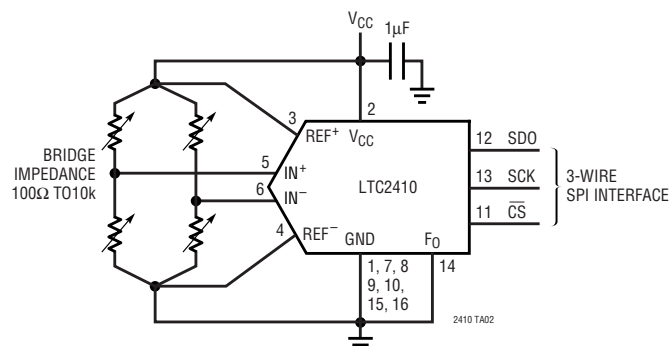 VCC
1µF
2
3
REF+
VCC
12 SDO
BRIDGE
IMPEDANCE
100Ω TO10k
5
IN+
6
IN−
LTC2410
13 SCK
3-WIRE
SPI INTERFACE
11 CS
4
REF−
GND
FO
1, 7, 8
9, 10,
15, 16
14
2410 TA02